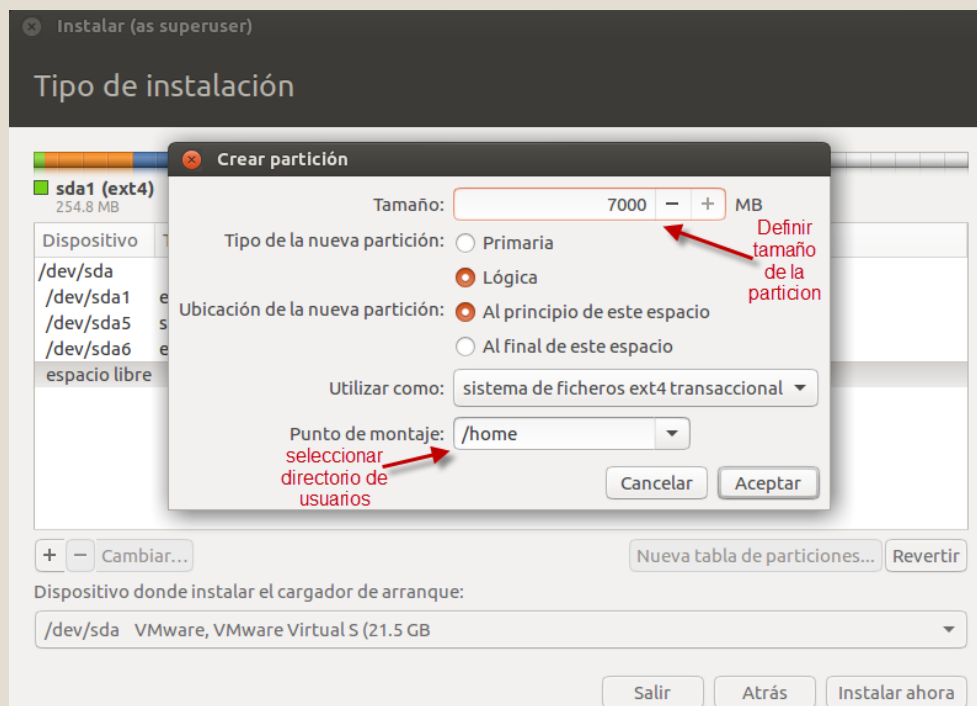 Instalar (as superuser)
Tipo de instalación
Crear partición
sda1 (ext4)
254.8 MB
Tamaño: 7000 − + MB
Definir
tamaño
de la
particion
Tipo de la nueva partición: Primaria
Lógica
Ubicación de la nueva partición: Al principio de este espacio
Al final de este espacio
Utilizar como: sistema de ficheros ext4 transaccional
Punto de montaje: /home
seleccionar
directorio de
usuarios
Cancelar Aceptar
Dispositivo
/dev/sda
/dev/sda1
/dev/sda5
/dev/sda6
espacio libre
+ − Cambiar... Nueva tabla de particiones... Revertir
Dispositivo donde instalar el cargador de arranque:
/dev/sda VMware, VMware Virtual S (21.5 GB
Salir Atrás Instalar ahora